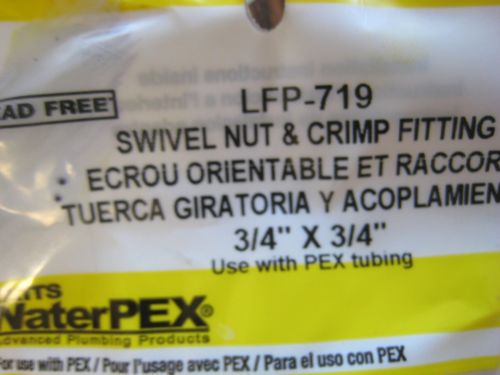 LFP-719
EAD FREE
SWIVEL NUT & CRIMP FITTING
ECROU ORIENTABLE ET RACCOR
TUERCA GIRATORIA Y ACOPLAMIEN
3/4" X 3/4"
Use with PEX tubing
WaterPEX®
Advanced Plumbing Products
For use with PEX / Pour l'usage avec PEX / Para el uso con PEX